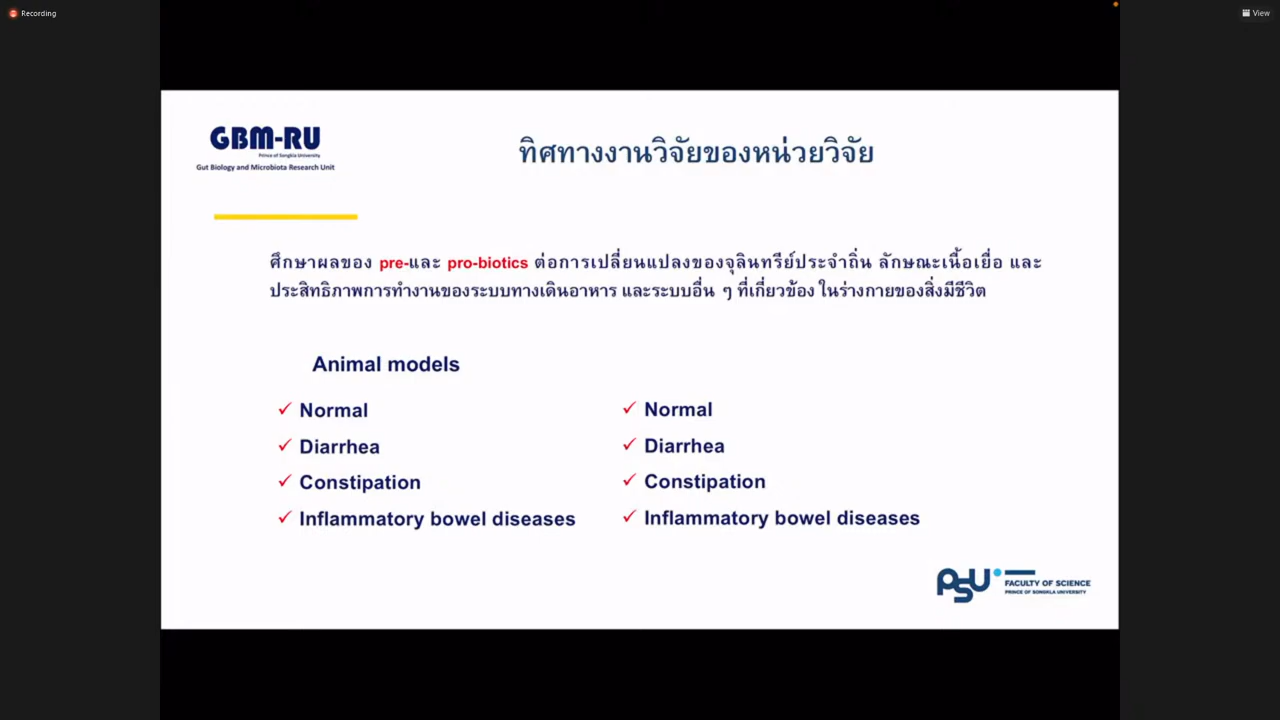 Recording
View
GBM-RU
Prince of Songkla University
Gut Biology and Microbiota Research Unit
ทิศทางงานวิจัยของหน่วยวิจัย
ศึกษาผลของ pre-และ pro-biotics ต่อการเปลี่ยนแปลงของจุลินทรีย์ประจำถิ่น ลักษณะเนื้อเยื่อ และ
ประสิทธิภาพการทำงานของระบบทางเดินอาหาร และระบบอื่น ๆ ที่เกี่ยวข้อง ในร่างกายของสิ่งมีชีวิต
Animal models
✓ Normal
✓ Diarrhea
✓ Constipation
✓ Inflammatory bowel diseases
✓ Normal
✓ Diarrhea
✓ Constipation
✓ Inflammatory bowel diseases
PSU
FACULTY OF SCIENCE
PRINCE OF SONGKLA UNIVERSITY